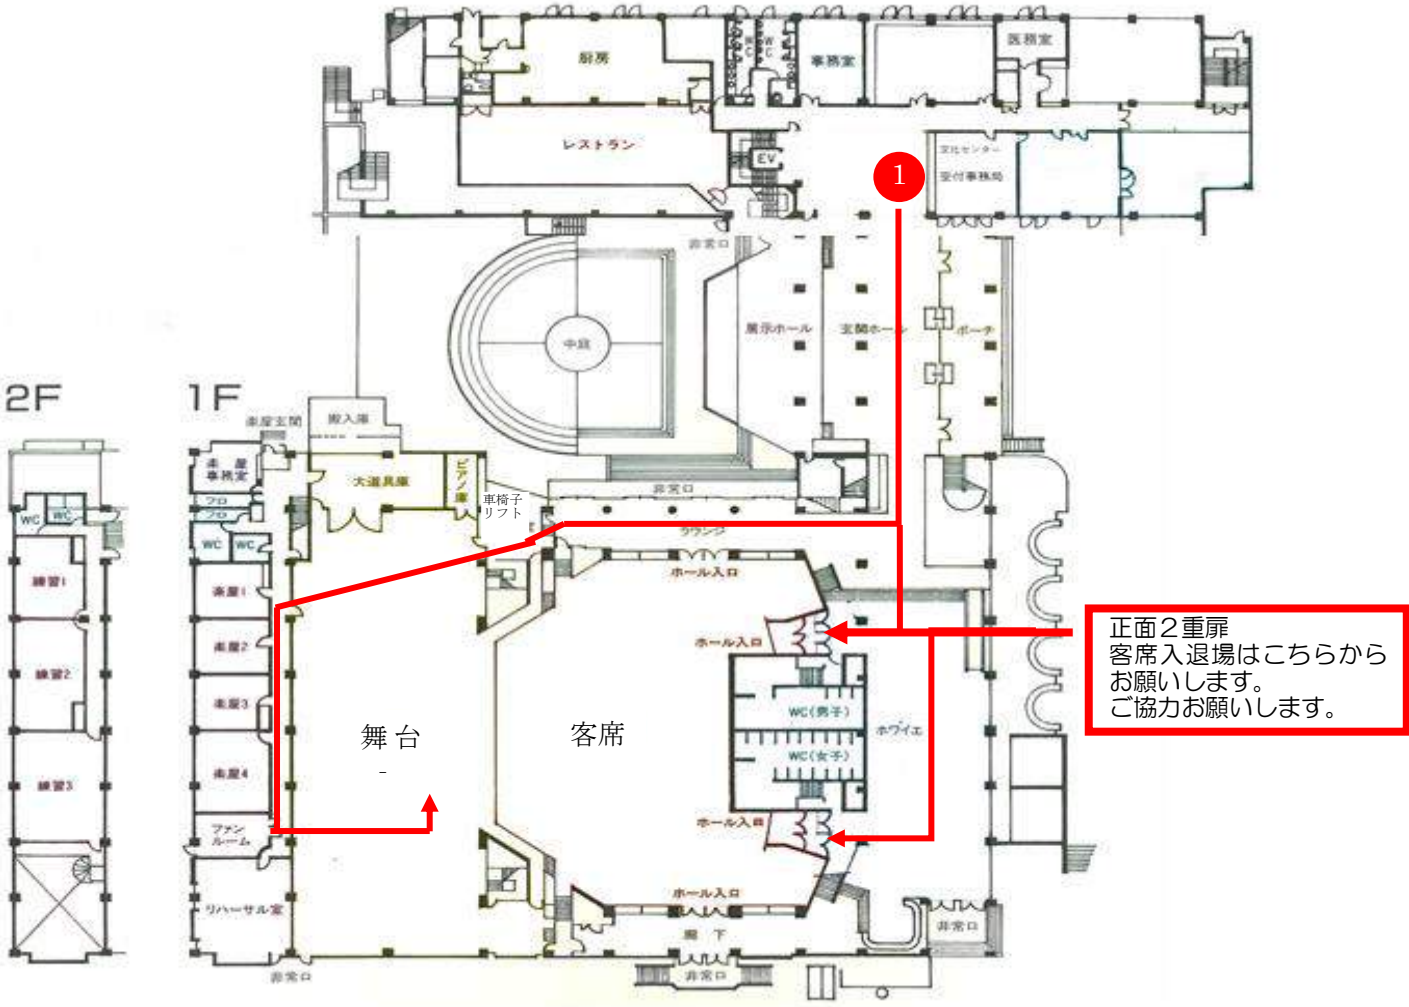 厨房
WC
WC
事務室
医務室
レストラン
EV
1
文化センター
受付事務局
非常口
展示ホール
玄関ホール
ポーチ
中庭
2F
1F
楽屋玄関
搬入庫
楽屋
事務室
大道具庫
ピアノ庫
車椅子
リフト
非常口
フロ
フロ
WC
WC
WC
WC
ラウンジ
ホール入口
練習1
楽屋1
ホール入口
楽屋2
練習2
楽屋3
舞台
客席
WC(男子)
ホワイエ
WC(女子)
正面2重扉
客席入退場はこちらから
お願いします。
ご協力お願いします。
練習3
楽屋4
-
ファン
ルーム
ホール入口
ホール入口
リハーサル室
廊下
非常口
非常口
非常口